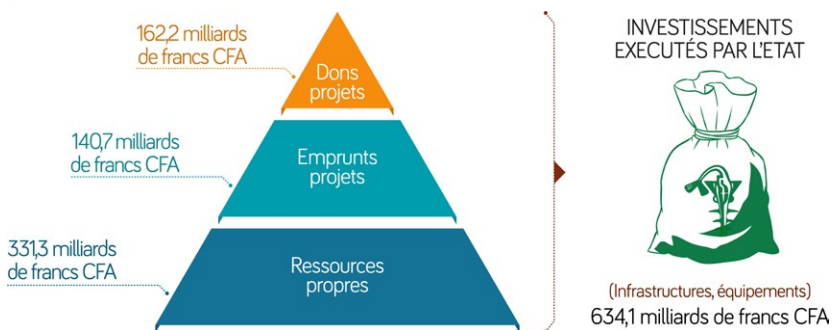 162,2 milliards
de francs CFA
Dons
projets
140,7 milliards
de francs CFA
Emprunts
projets
331,3 milliards
de francs CFA
Ressources
propres
INVESTISSEMENTS
EXECUTÉS PAR L'ETAT
(Infrastructures, équipements)
634,1 milliards de francs CFA